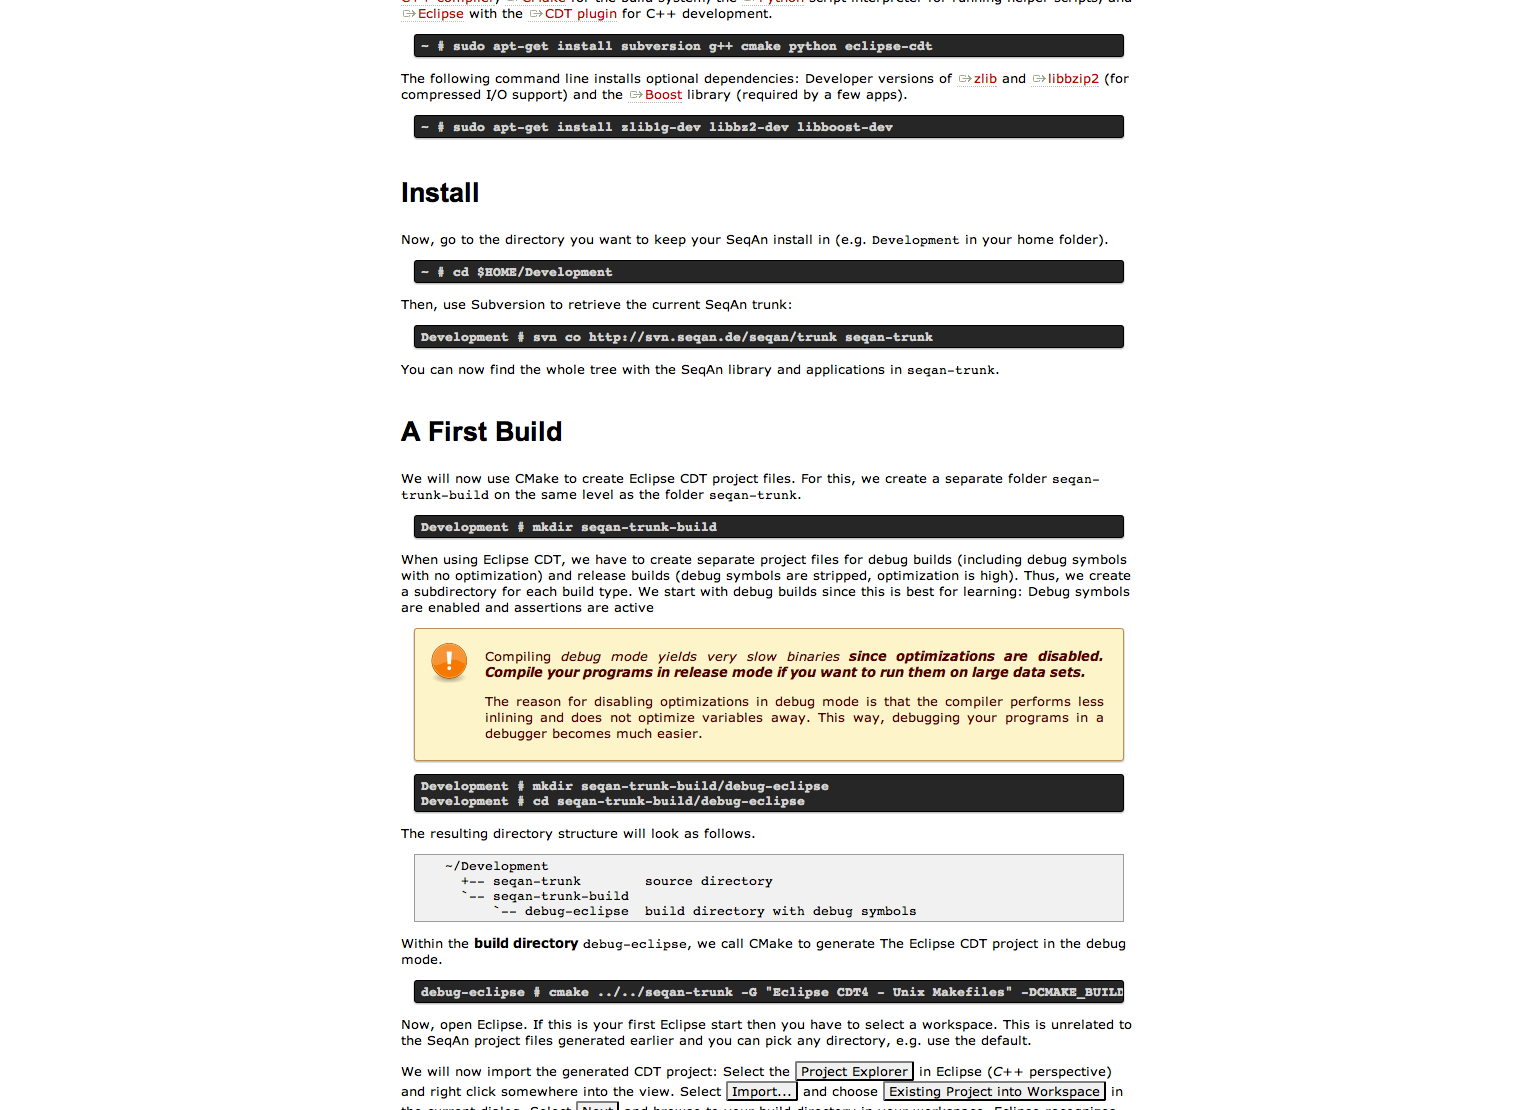 Eclipse with the CDT plugin for C++ development.
~ # sudo apt-get install subversion g++ cmake python eclipse-cdt
The following command line installs optional dependencies: Developer versions of zlib and libbzip2 (for
compressed I/O support) and the Boost library (required by a few apps).
~ # sudo apt-get install zlib1g-dev libbz2-dev libboost-dev
Install
Now, go to the directory you want to keep your SeqAn install in (e.g. Development in your home folder).
~ # cd $HOME/Development
Then, use Subversion to retrieve the current SeqAn trunk:
Development # svn co http://svn.seqan.de/seqan/trunk seqan-trunk
You can now find the whole tree with the SeqAn library and applications in seqan-trunk.
A First Build
We will now use CMake to create Eclipse CDT project files. For this, we create a separate folder seqan-
trunk-build on the same level as the folder seqan-trunk.
Development # mkdir seqan-trunk-build
When using Eclipse CDT, we have to create separate project files for debug builds (including debug symbols
with no optimization) and release builds (debug symbols are stripped, optimization is high). Thus, we create
a subdirectory for each build type. We start with debug builds since this is best for learning: Debug symbols
are enabled and assertions are active
Compiling debug mode yields very slow binaries since optimizations are disabled.
Compile your programs in release mode if you want to run them on large data sets.
The reason for disabling optimizations in debug mode is that the compiler performs less
inlining and does not optimize variables away. This way, debugging your programs in a
debugger becomes much easier.
Development # mkdir seqan-trunk-build/debug-eclipse
Development # cd seqan-trunk-build/debug-eclipse
The resulting directory structure will look as follows.
~/Development
+-- seqan-trunk        source directory
`-- seqan-trunk-build
`-- debug-eclipse  build directory with debug symbols
Within the build directory debug-eclipse, we call CMake to generate The Eclipse CDT project in the debug
mode.
debug-eclipse # cmake ../../seqan-trunk -G "Eclipse CDT4 - Unix Makefiles" -DCMAKE_BUILD
Now, open Eclipse. If this is your first Eclipse start then you have to select a workspace. This is unrelated to
the SeqAn project files generated earlier and you can pick any directory, e.g. use the default.
We will now import the generated CDT project: Select the Project Explorer in Eclipse (C++ perspective)
and right click somewhere into the view. Select Import... and choose Existing Project into Workspace in